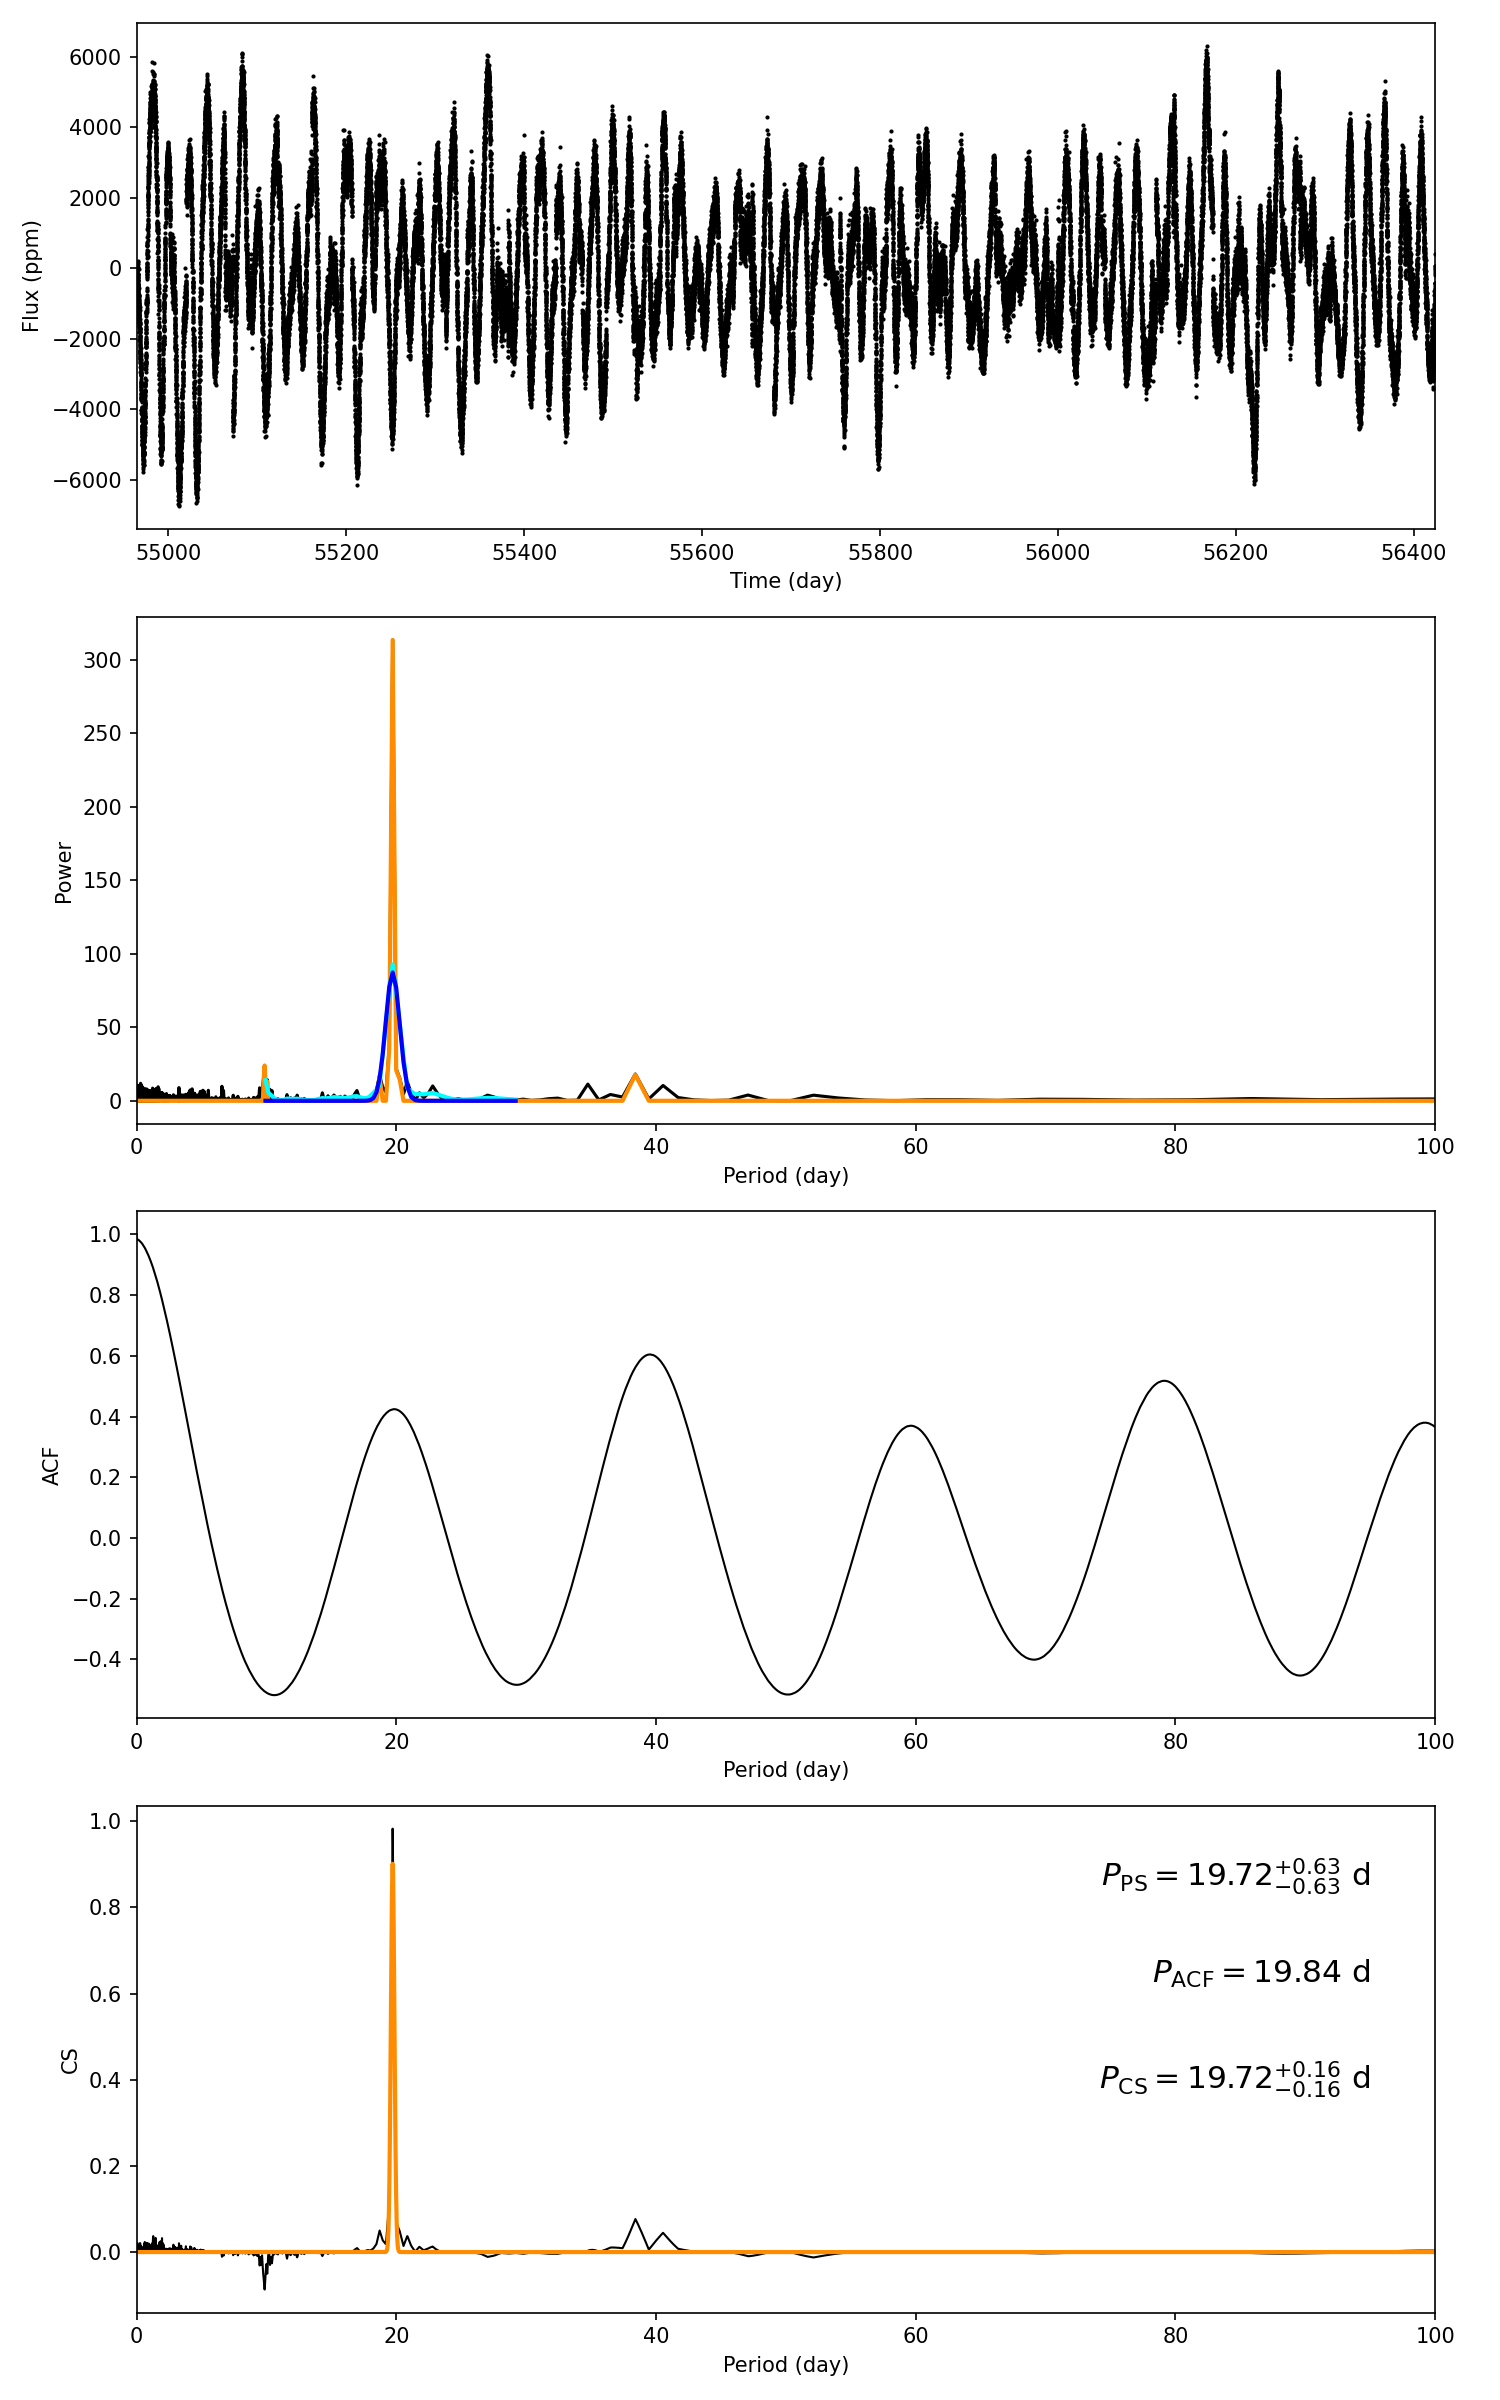 6000
4000
2000
0
−2000
−4000
−6000
Flux (ppm)
55000 55200 55400 55600 55800 56000 56200 56400
Time (day)
300
250
200
150
100
50
0
Power
0 20 40 60 80 100
Period (day)
1.0
0.8
0.6
0.4
0.2
0.0
−0.2
−0.4
ACF
0 20 40 60 80 100
Period (day)
1.0
0.8
0.6
0.4
0.2
0.0
CS
P_PS = 19.72^{+0.63}_{−0.63} d
P_ACF = 19.84 d
P_CS = 19.72^{+0.16}_{−0.16} d
0 20 40 60 80 100
Period (day)